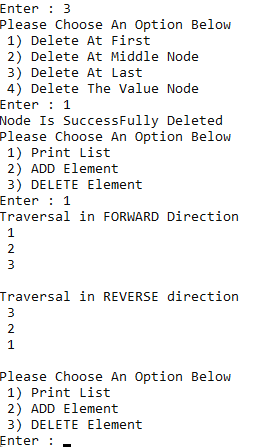 Enter : 3
Please Choose An Option Below
1) Delete At First
2) Delete At Middle Node
3) Delete At Last
4) Delete The Value Node
Enter : 1
Node Is SuccessFully Deleted
Please Choose An Option Below
1) Print List
2) ADD Element
3) DELETE Element
Enter : 1
Traversal in FORWARD Direction
1
2
3
Traversal in REVERSE direction
3
2
1
Please Choose An Option Below
1) Print List
2) ADD Element
3) DELETE Element
Enter :